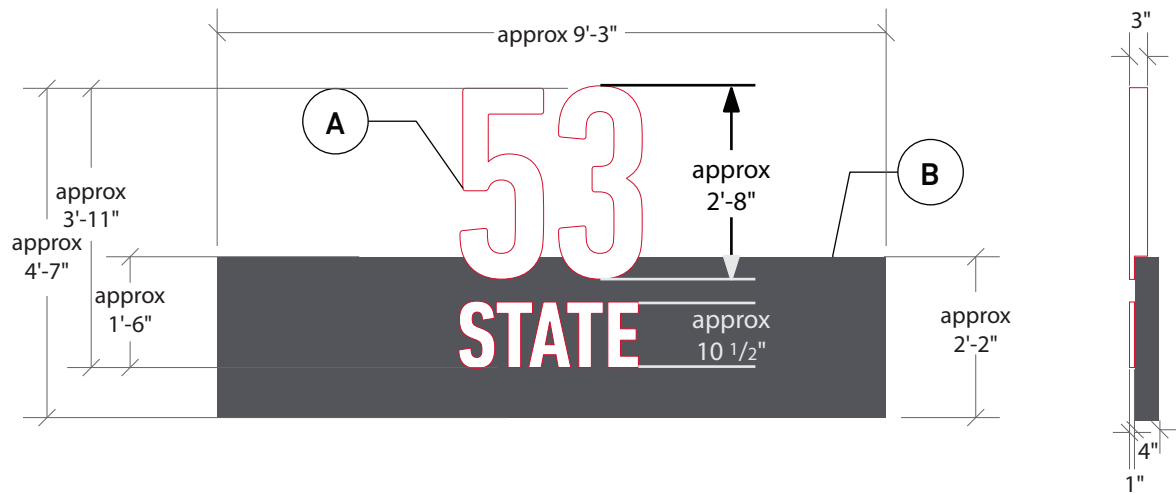 approx 9'-3"
3"
A
B
53
approx
2'-8"
approx
3'-11"
approx
4'-7"
approx
1'-6"
STATE
approx
10 1/2"
approx
2'-2"
4"
1"